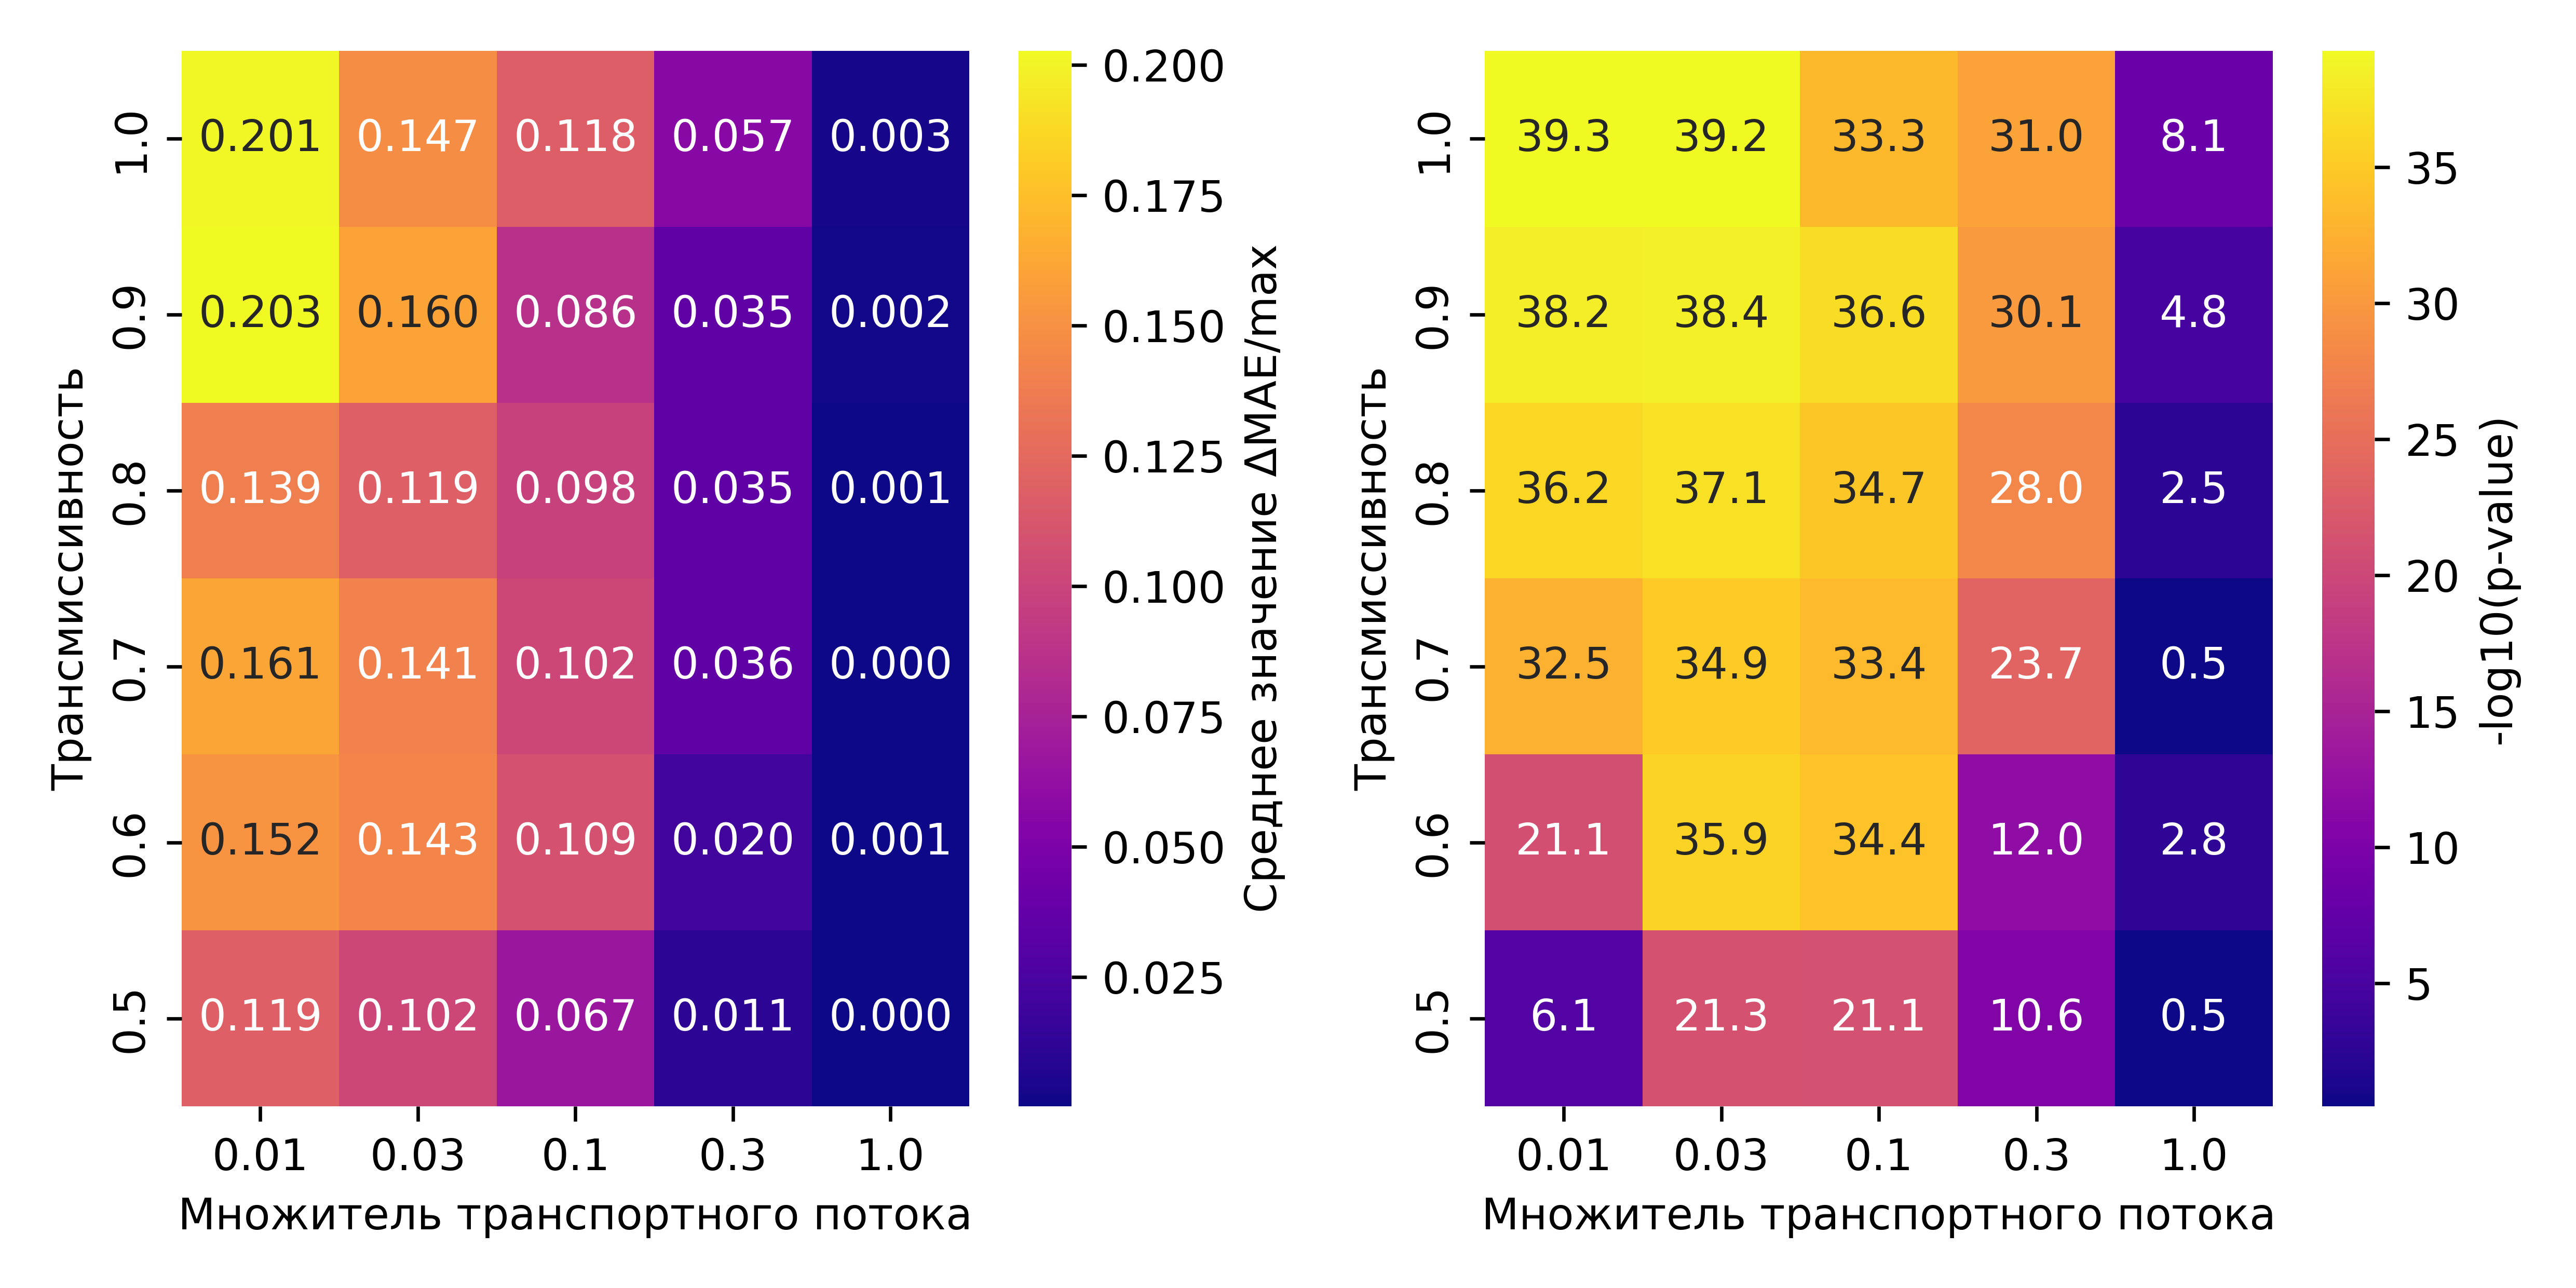 Трансмиссивность
1.0 0.201 0.147 0.118 0.057 0.003
0.9 0.203 0.160 0.086 0.035 0.002
0.8 0.139 0.119 0.098 0.035 0.001
0.7 0.161 0.141 0.102 0.036 0.000
0.6 0.152 0.143 0.109 0.020 0.001
0.5 0.119 0.102 0.067 0.011 0.000
0.01 0.03 0.1 0.3 1.0
Множитель транспортного потока
0.200
0.175
0.150
0.125
0.100
0.075
0.050
0.025
Среднее значение ΔMAE/max
Трансмиссивность
1.0 39.3 39.2 33.3 31.0 8.1
0.9 38.2 38.4 36.6 30.1 4.8
0.8 36.2 37.1 34.7 28.0 2.5
0.7 32.5 34.9 33.4 23.7 0.5
0.6 21.1 35.9 34.4 12.0 2.8
0.5 6.1 21.3 21.1 10.6 0.5
0.01 0.03 0.1 0.3 1.0
Множитель транспортного потока
35
30
25
20
15
10
5
-log10(p-value)